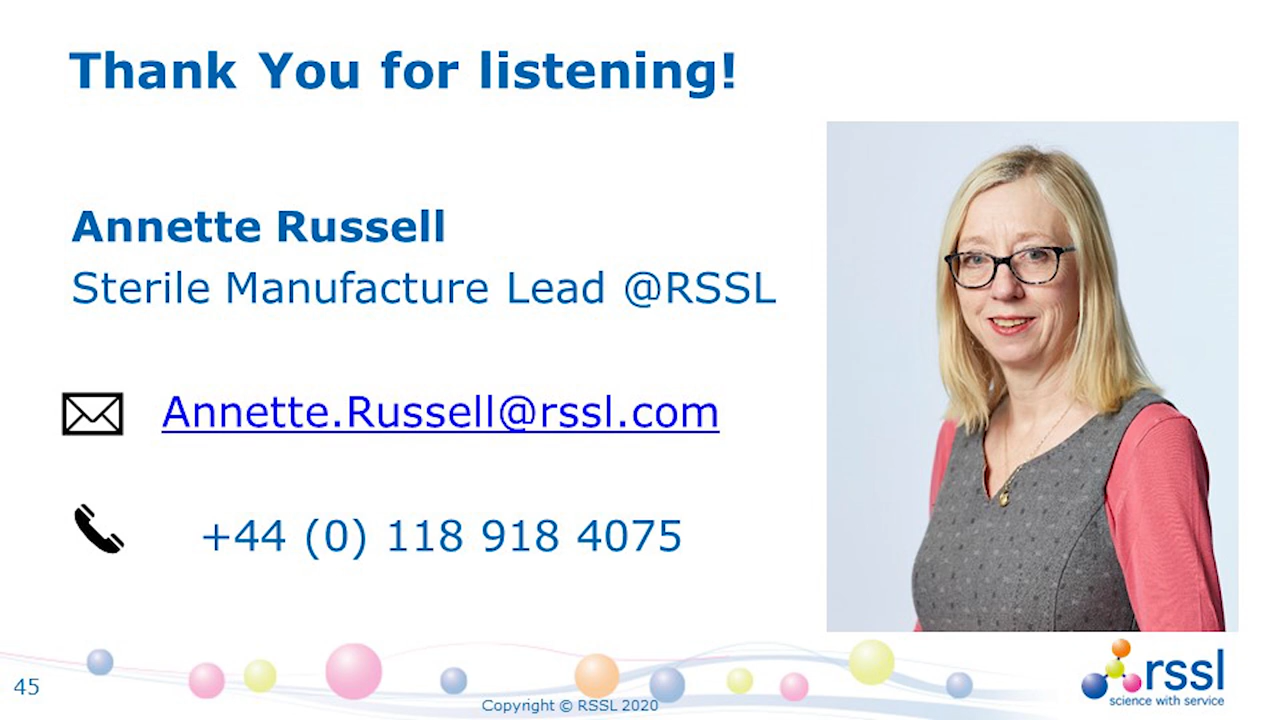 Thank You for listening!
Annette Russell
Sterile Manufacture Lead @RSSL
Annette.Russell@rssl.com
+44 (0) 118 918 4075
45
Copyright © RSSL 2020
rssl
science with service